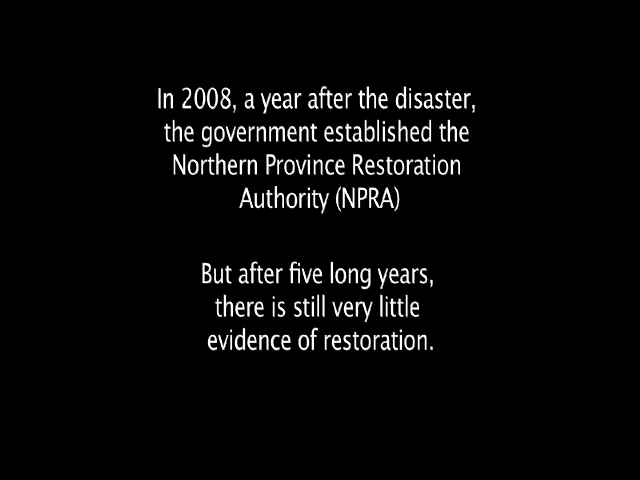 In 2008, a year after the disaster,
the government established the
Northern Province Restoration
Authority (NPRA)
But after five long years,
there is still very little
evidence of restoration.